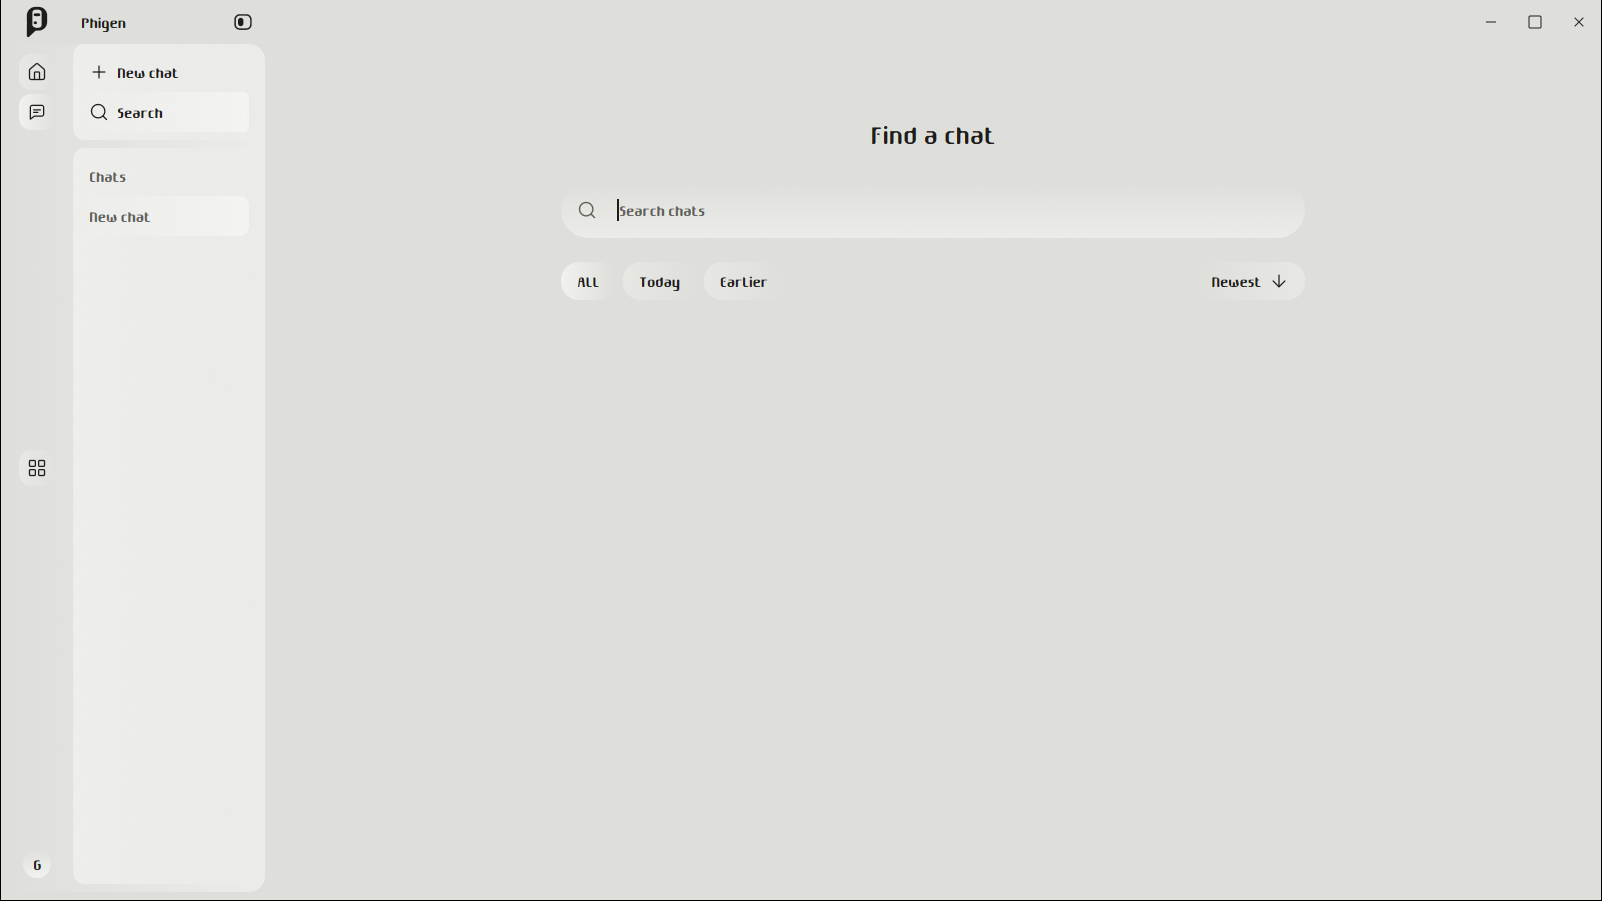 Phigen
New chat
Search
Chats
New chat
Find a chat
Search chats
All
Today
Earlier
Newest
G